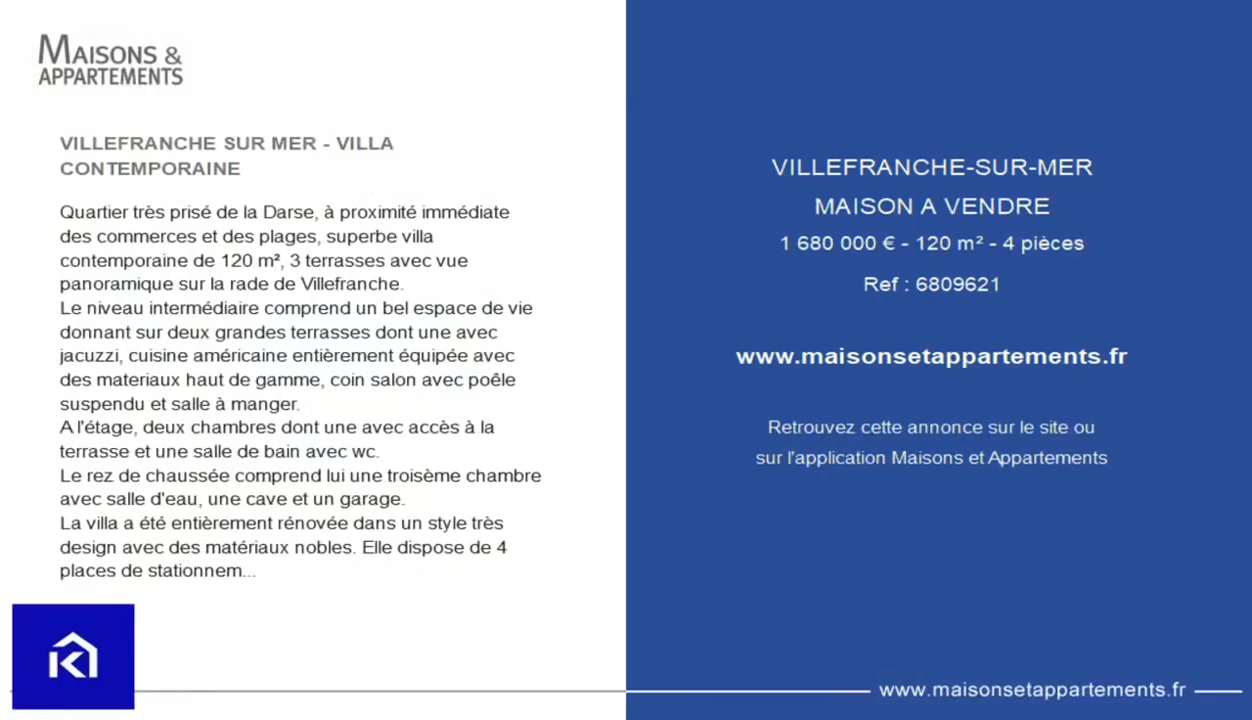 MAISONS &
APPARTEMENTS
VILLEFRANCHE SUR MER - VILLA
CONTEMPORAINE
Quartier très prisé de la Darse, à proximité immédiate
des commerces et des plages, superbe villa
contemporaine de 120 m², 3 terrasses avec vue
panoramique sur la rade de Villefranche.
Le niveau intermédiaire comprend un bel espace de vie
donnant sur deux grandes terrasses dont une avec
jacuzzi, cuisine américaine entièrement équipée avec
des materiaux haut de gamme, coin salon avec poêle
suspendu et salle à manger.
A l'étage, deux chambres dont une avec accès à la
terrasse et une salle de bain avec wc.
Le rez de chaussée comprend lui une troisème chambre
avec salle d'eau, une cave et un garage.
La villa a été entièrement rénovée dans un style très
design avec des matériaux nobles. Elle dispose de 4
places de stationnem...
VILLEFRANCHE-SUR-MER
MAISON A VENDRE
1 680 000 € - 120 m² - 4 pièces
Ref : 6809621
www.maisonsetappartements.fr
Retrouvez cette annonce sur le site ou
sur l'application Maisons et Appartements
www.maisonsetappartements.fr